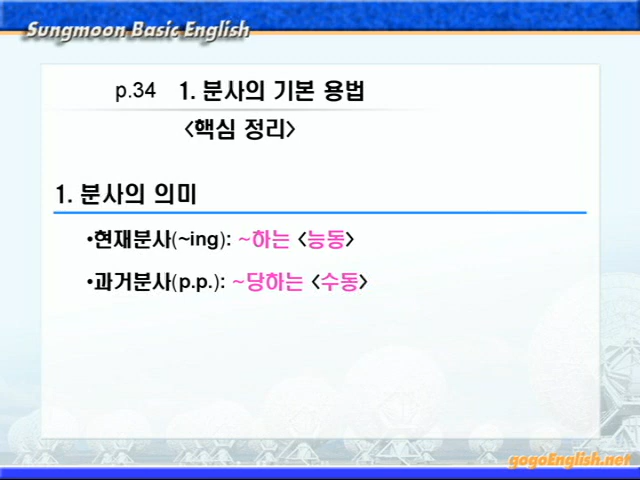 Sungmoon Basic English
p.34 1. 분사의 기본 용법
<핵심 정리>
1. 분사의 의미
•현재분사(~ing): ~하는 <능동>
•과거분사(p.p.): ~당하는 <수동>
gogoEnglish.net